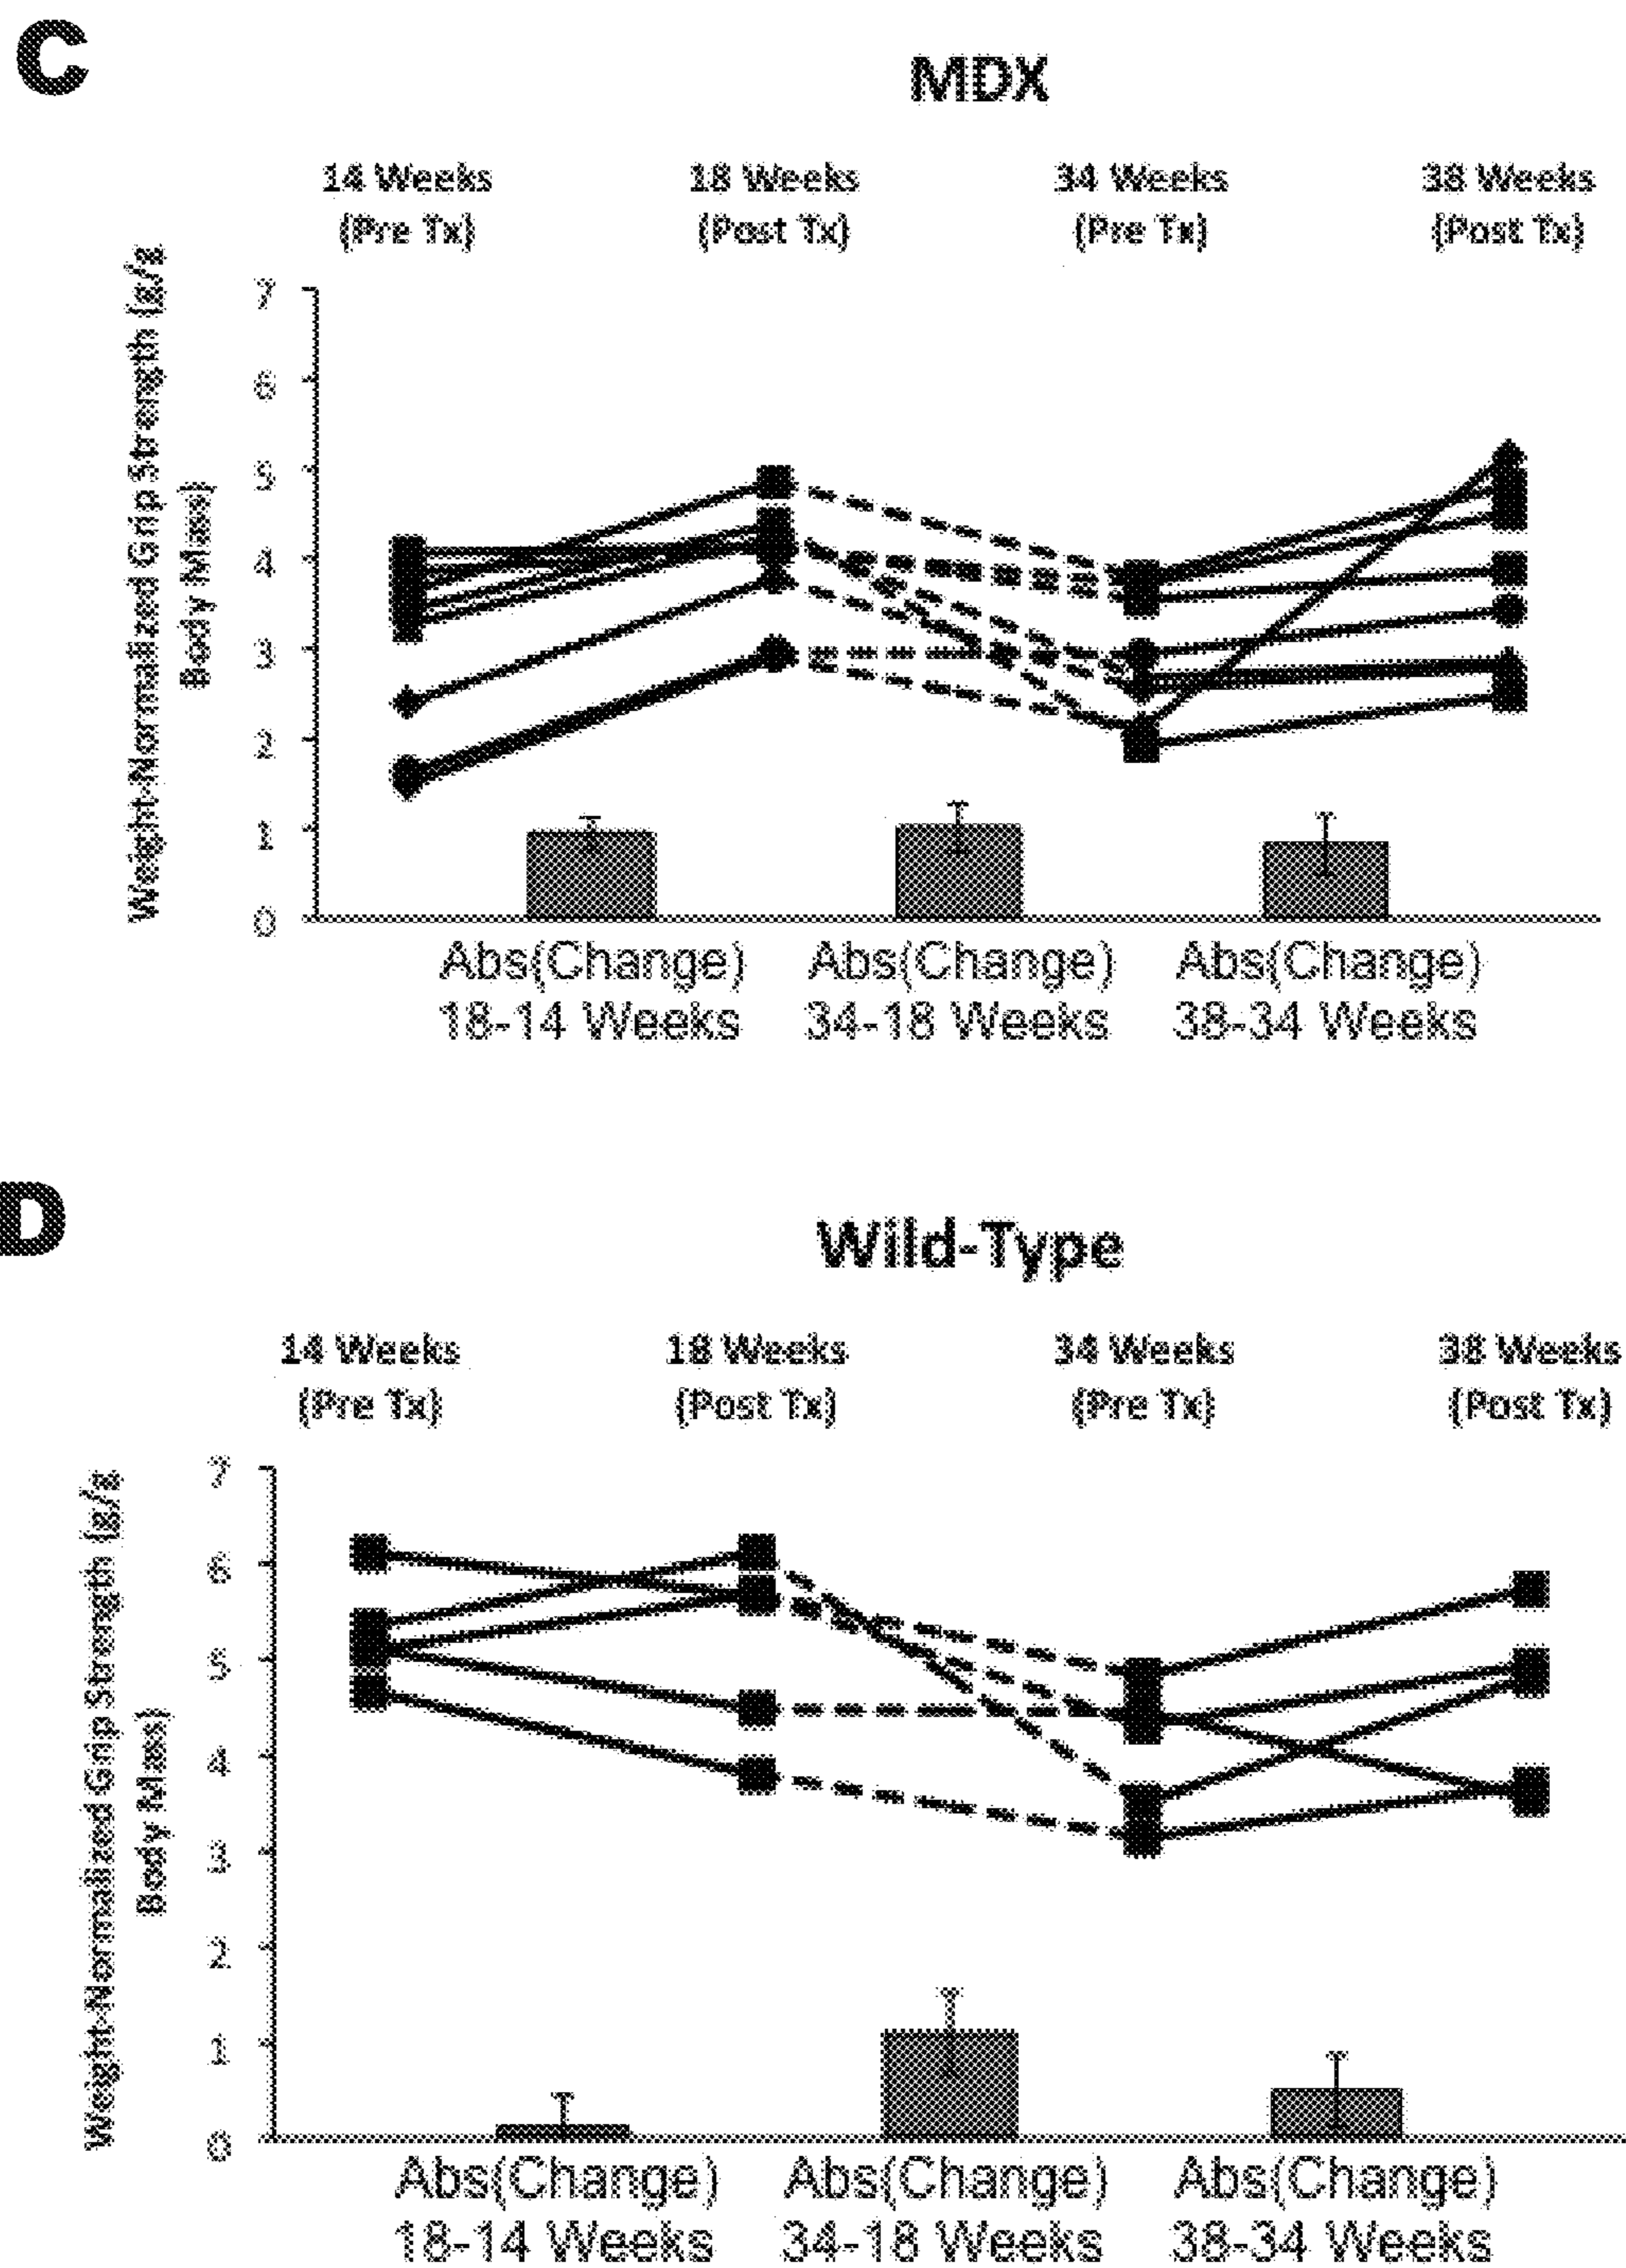 C
MDX
14 Weeks 18 Weeks 34 Weeks 38 Weeks
(Pre Tx) (Post Tx) (Pre Tx) (Post Tx)
Weight-Normalized Grip Strength (g/g
Body Mass)
7
6
5
4
3
2
1
0
Abs(Change) Abs(Change) Abs(Change)
18-14 Weeks 34-18 Weeks 38-34 Weeks
D
Wild-Type
14 Weeks 18 Weeks 34 Weeks 38 Weeks
(Pre Tx) (Post Tx) (Pre Tx) (Post Tx)
Weight-Normalized Grip Strength (g/g
Body Mass)
7
6
5
4
3
2
1
0
Abs(Change) Abs(Change) Abs(Change)
18-14 Weeks 34-18 Weeks 38-34 Weeks